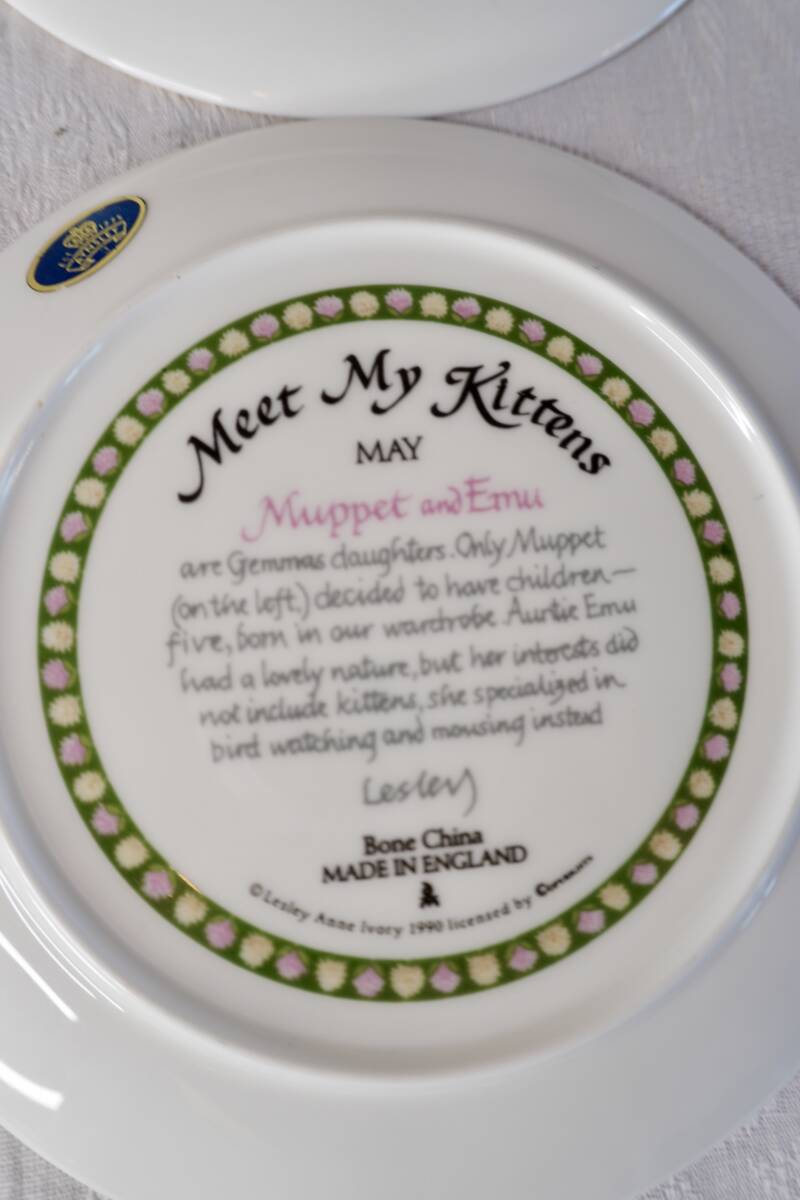 Meet My Kittens
MAY
Muppet and Emu
are Gemmas daughters. Only Muppet
(on the left) decided to have children—
five, born in our wardrobe. Auntie Emu
had a lovely nature, but her interests did
not include kittens, she specialized in
bird watching and mousing instead
Lesley
Bone China
MADE IN ENGLAND
©Lesley Anne Ivory 1990 licensed by